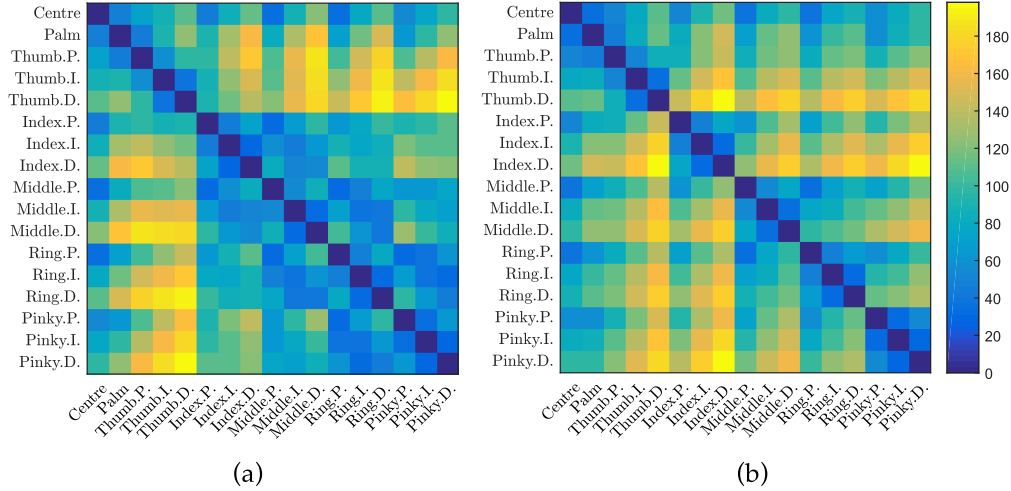 Centre
Palm
Thumb.P.
Thumb.I.
Thumb.D.
Index.P.
Index.I.
Index.D.
Middle.P.
Middle.I.
Middle.D.
Ring.P.
Ring.I.
Ring.D.
Pinky.P.
Pinky.I.
Pinky.D.
Centre
Palm
Thumb.P.
Thumb.I.
Thumb.D.
Index.P.
Index.I.
Index.D.
Middle.P.
Middle.I.
Middle.D.
Ring.P.
Ring.I.
Ring.D.
Pinky.P.
Pinky.I.
Pinky.D.
(a)
Centre
Palm
Thumb.P.
Thumb.I.
Thumb.D.
Index.P.
Index.I.
Index.D.
Middle.P.
Middle.I.
Middle.D.
Ring.P.
Ring.I.
Ring.D.
Pinky.P.
Pinky.I.
Pinky.D.
Centre
Palm
Thumb.P.
Thumb.I.
Thumb.D.
Index.P.
Index.I.
Index.D.
Middle.P.
Middle.I.
Middle.D.
Ring.P.
Ring.I.
Ring.D.
Pinky.P.
Pinky.I.
Pinky.D.
(b)
180
160
140
120
100
80
60
40
20
0